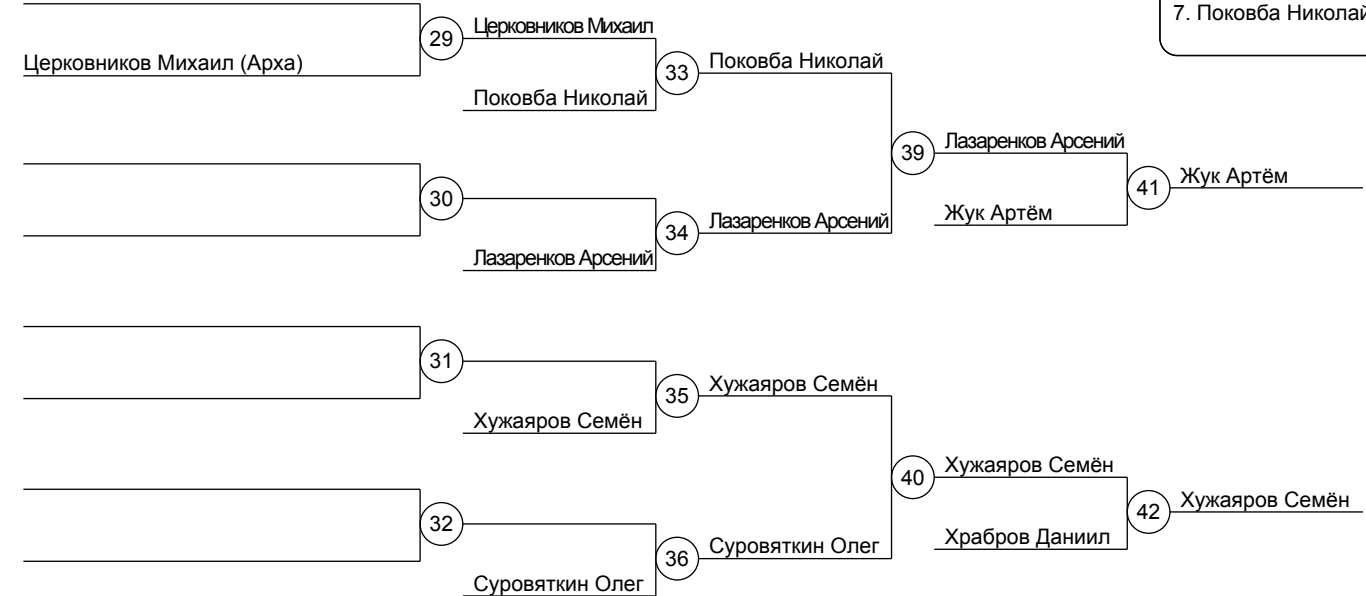 7. Поковба Николай
29
Церковников Михаил
Церковников Михаил (Арха)
33
Поковба Николай
Поковба Николай
39
Лазаренков Арсений
41
Жук Артём
30
Жук Артём
34
Лазаренков Арсений
Лазаренков Арсений
31
35
Хужаяров Семён
Хужаяров Семён
40
Хужаяров Семён
42
Хужаяров Семён
32
Храбров Даниил
36
Суровяткин Олег
Суровяткин Олег